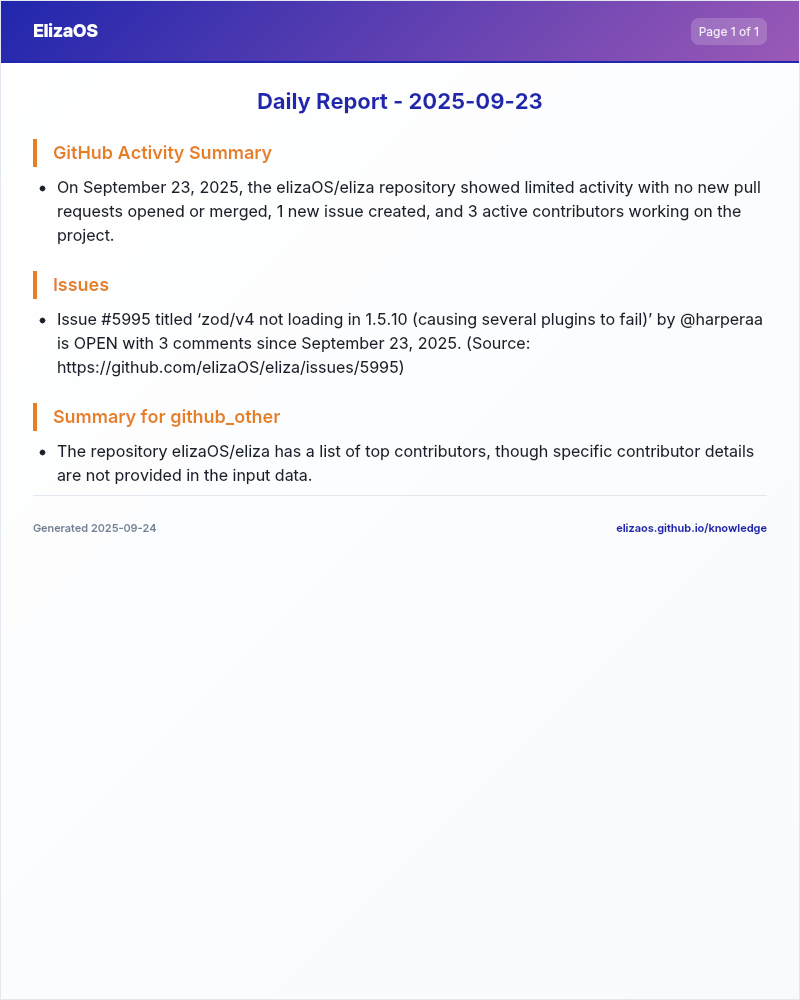 ElizaOS
Page 1 of 1
Daily Report - 2025-09-23
GitHub Activity Summary
• On September 23, 2025, the elizaOS/eliza repository showed limited activity with no new pull
requests opened or merged, 1 new issue created, and 3 active contributors working on the
project.
Issues
• Issue #5995 titled ‘zod/v4 not loading in 1.5.10 (causing several plugins to fail)’ by @harperaa
is OPEN with 3 comments since September 23, 2025. (Source:
https://github.com/elizaOS/eliza/issues/5995)
Summary for github_other
• The repository elizaOS/eliza has a list of top contributors, though specific contributor details
are not provided in the input data.
Generated 2025-09-24
elizaos.github.io/knowledge